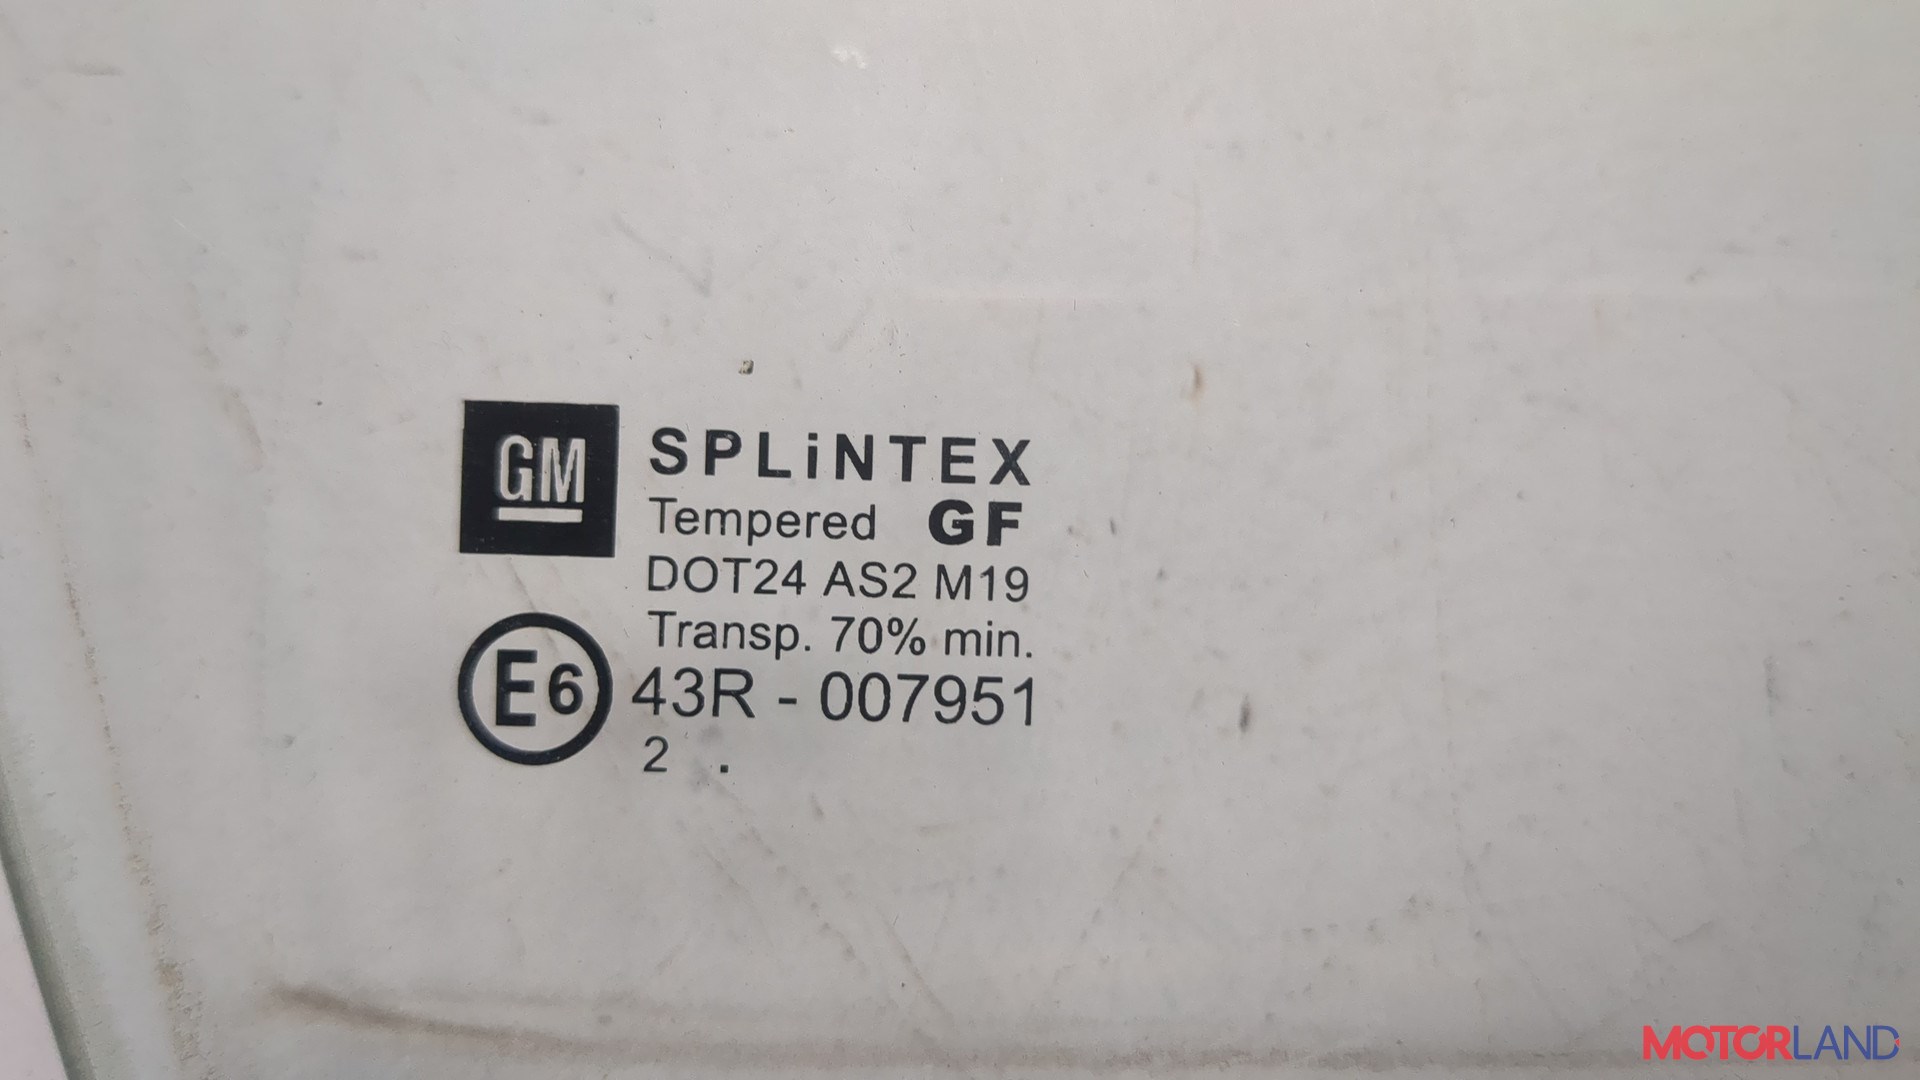 GM
SPLiNTEX
Tempered GF
DOT24 AS2 M19
Transp. 70% min.
E6 43R - 007951
2 .
MOTORLAND